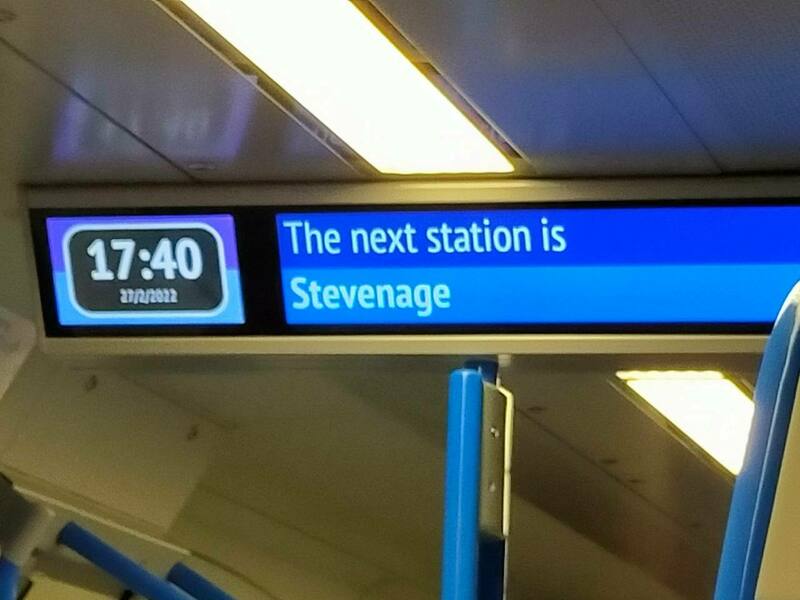 17:40
27/2/2022
The next station is
Stevenage